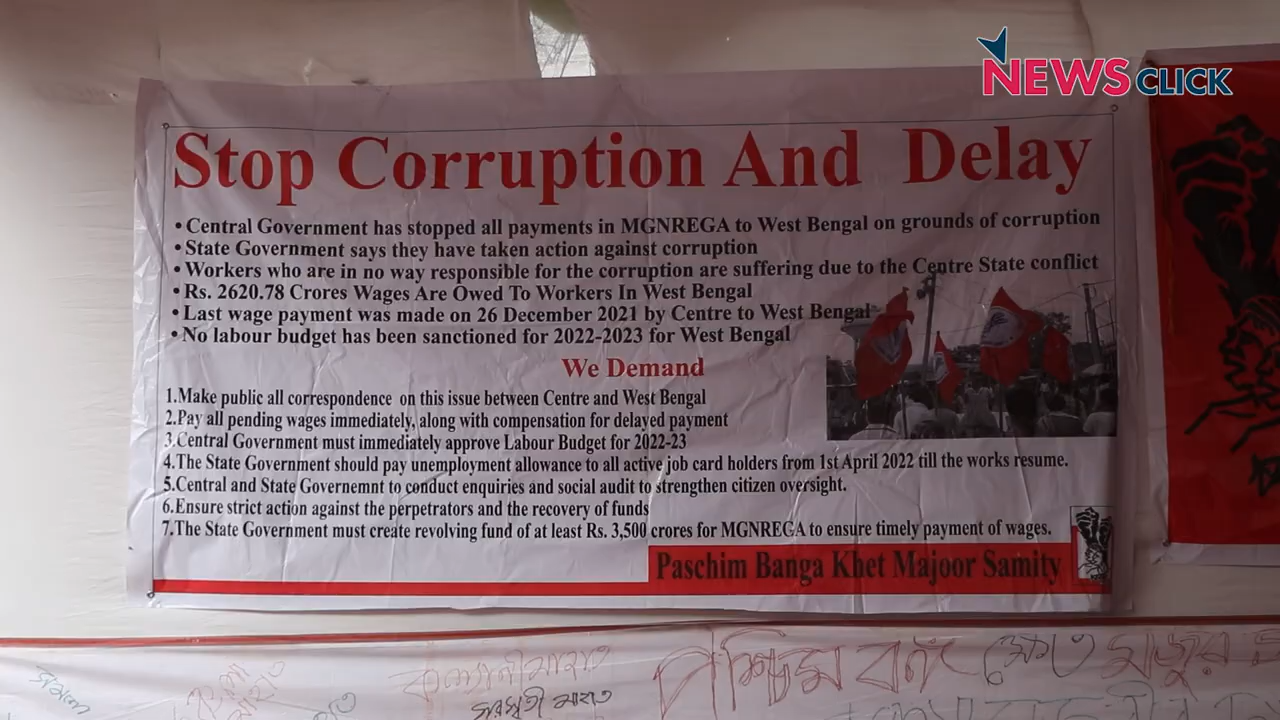 NEWSCLICK
Stop Corruption And Delay
• Central Government has stopped all payments in MGNREGA to West Bengal on grounds of corruption
• State Government says they have taken action against corruption
• Workers who are in no way responsible for the corruption are suffering due to the Centre State conflict
• Rs. 2620.78 Crores Wages Are Owed To Workers In West Bengal
• Last wage payment was made on 26 December 2021 by Centre to West Bengal
• No labour budget has been sanctioned for 2022-2023 for West Bengal
We Demand
1.Make public all correspondence on this issue between Centre and West Bengal
2.Pay all pending wages immediately, along with compensation for delayed payment
3.Central Government must immediately approve Labour Budget for 2022-23
4.The State Government should pay unemployment allowance to all active job card holders from 1st April 2022 till the works resume.
5.Central and State Governemnt to conduct enquiries and social audit to strengthen citizen oversight.
6.Ensure strict action against the perpetrators and the recovery of funds
7.The State Government must create revolving fund of at least Rs. 3,500 crores for MGNREGA to ensure timely payment of wages.
Paschim Banga Khet Majoor Samity
পশ্চিম বঙ্গ ক্ষেত মজুর
সরস্বতী মাহাত